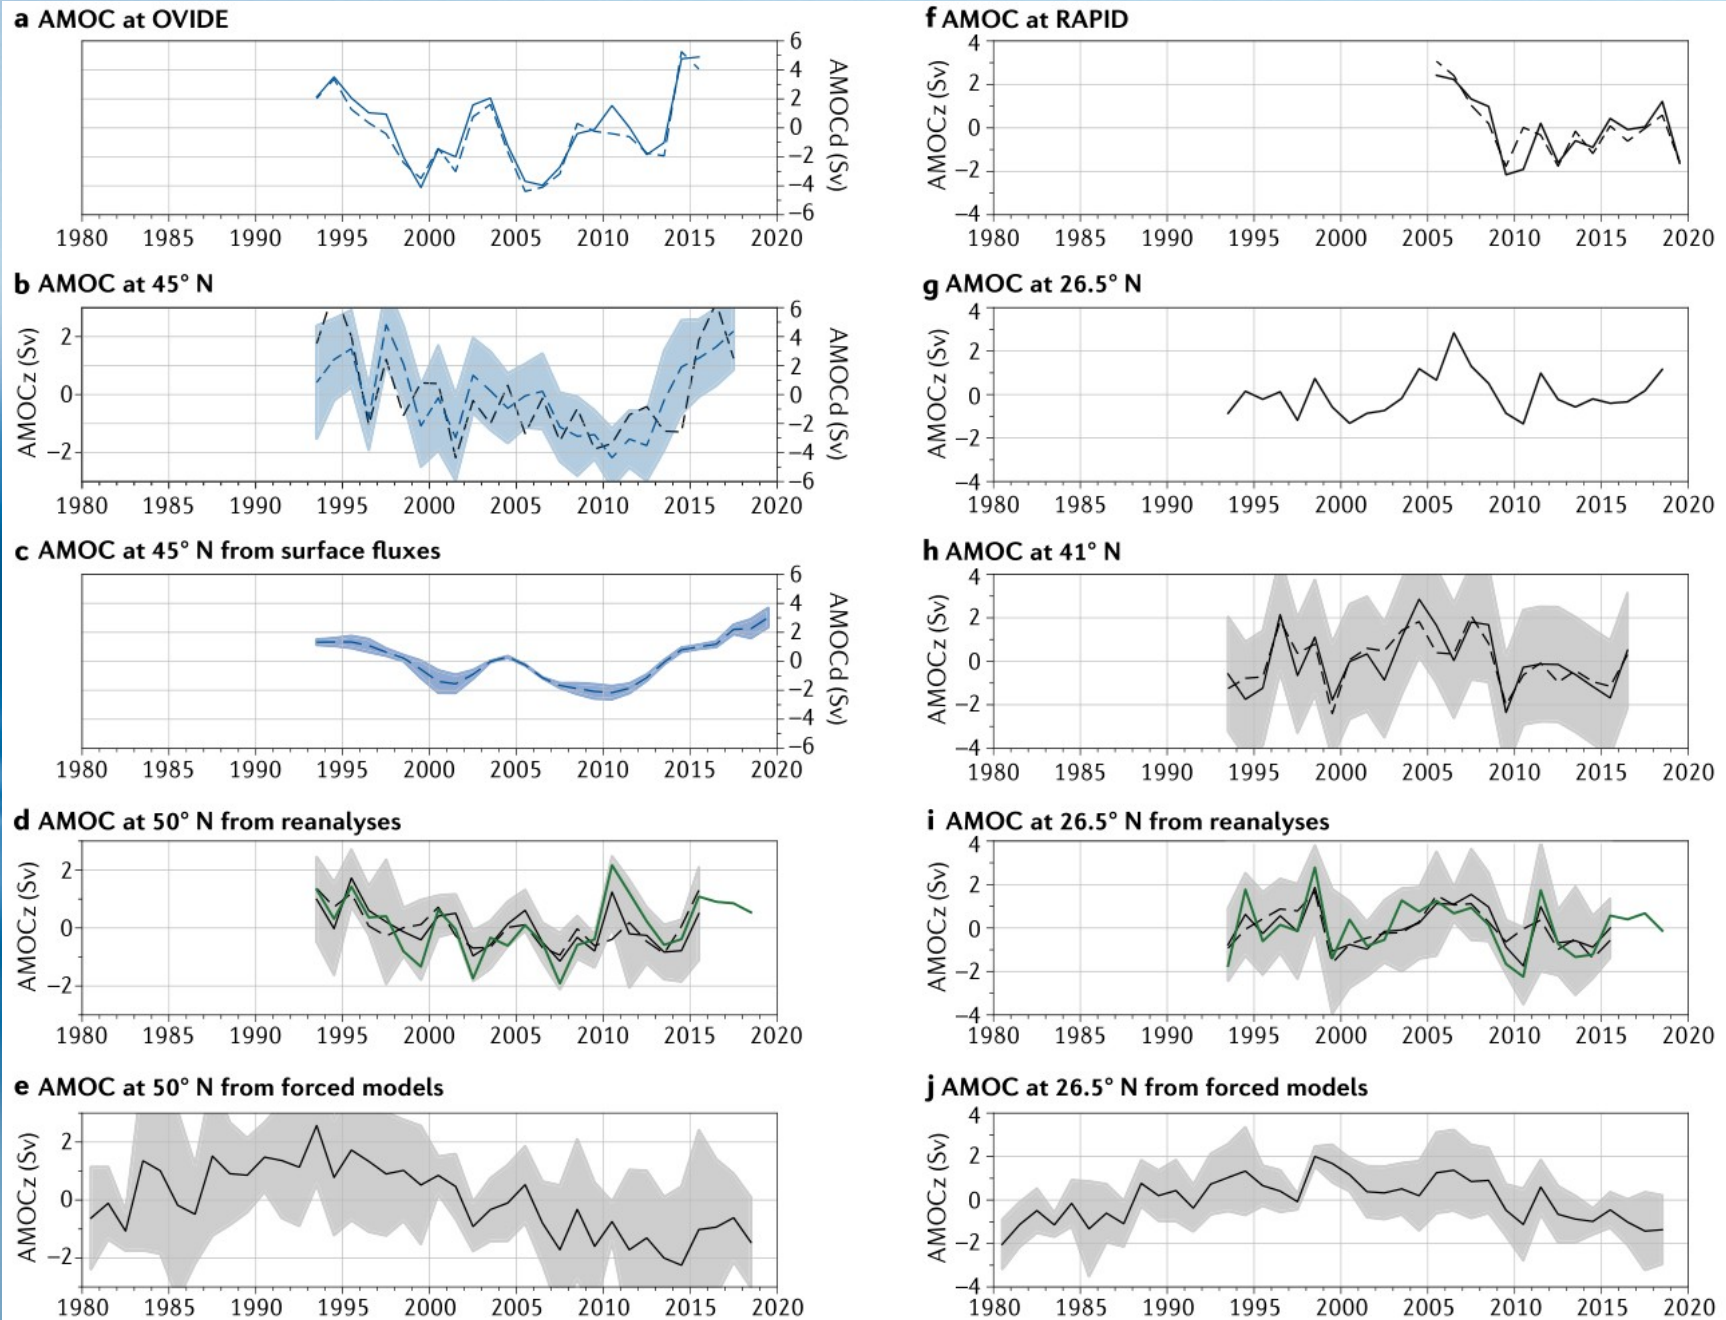 a AMOC at OVIDE
6
4
2
0
−2
−4
−6
AMOCd (Sv)
1980 1985 1990 1995 2000 2005 2010 2015 2020
b AMOC at 45° N
AMOCz (Sv)
2
0
−2
6
4
2
0
−2
−4
−6
AMOCd (Sv)
1980 1985 1990 1995 2000 2005 2010 2015 2020
c AMOC at 45° N from surface fluxes
6
4
2
0
−2
−4
−6
AMOCd (Sv)
1980 1985 1990 1995 2000 2005 2010 2015 2020
d AMOC at 50° N from reanalyses
AMOCz (Sv)
2
0
−2
1980 1985 1990 1995 2000 2005 2010 2015 2020
e AMOC at 50° N from forced models
AMOCz (Sv)
2
0
−2
1980 1985 1990 1995 2000 2005 2010 2015 2020
f AMOC at RAPID
AMOCz (Sv)
4
2
0
−2
−4
1980 1985 1990 1995 2000 2005 2010 2015 2020
g AMOC at 26.5° N
AMOCz (Sv)
4
2
0
−2
−4
1980 1985 1990 1995 2000 2005 2010 2015 2020
h AMOC at 41° N
AMOCz (Sv)
4
2
0
−2
−4
1980 1985 1990 1995 2000 2005 2010 2015 2020
i AMOC at 26.5° N from reanalyses
AMOCz (Sv)
4
2
0
−2
−4
1980 1985 1990 1995 2000 2005 2010 2015 2020
j AMOC at 26.5° N from forced models
AMOCz (Sv)
4
2
0
−2
−4
1980 1985 1990 1995 2000 2005 2010 2015 2020